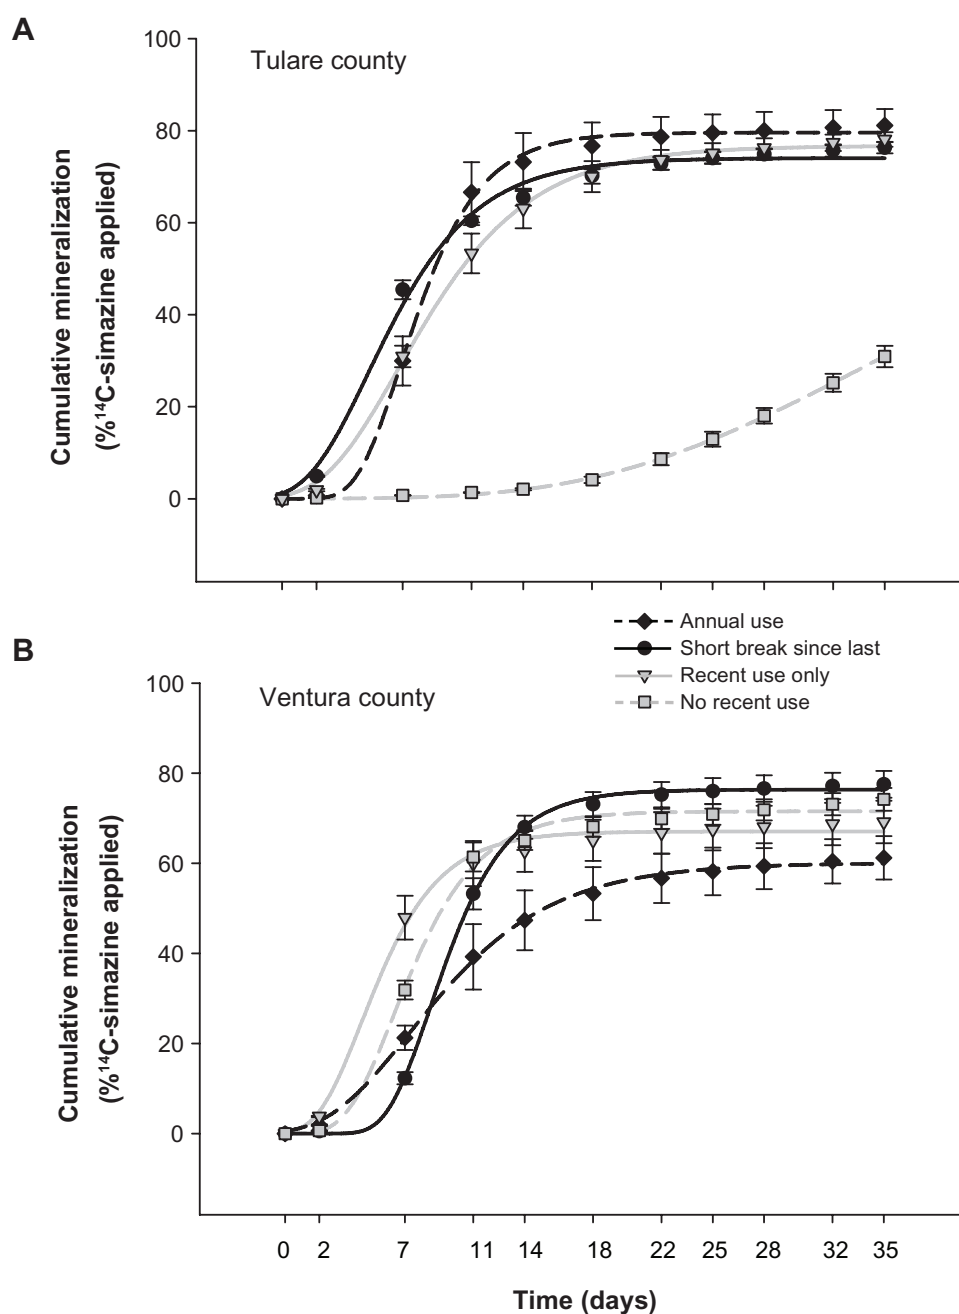 A
Tulare county
100
80
60
40
20
0
Cumulative mineralization
(%¹⁴C-simazine applied)
Annual use
Short break since last
Recent use only
No recent use
B
Ventura county
100
80
60
40
20
0
Cumulative mineralization
(%¹⁴C-simazine applied)
0 2 7 11 14 18 22 25 28 32 35
Time (days)